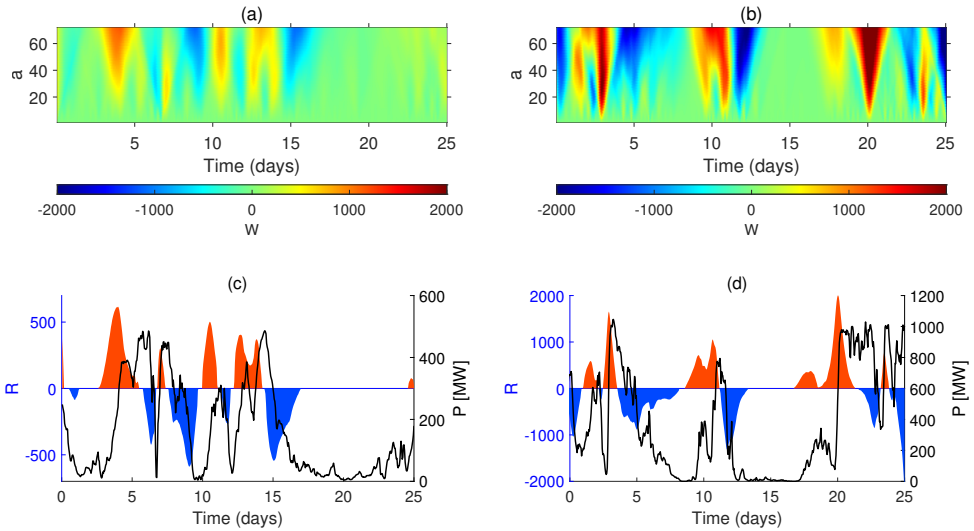 (a)
60
40
20
a
5 10 15 20 25
Time (days)
-2000 -1000 0 1000 2000
W
(b)
60
40
20
a
5 10 15 20 25
Time (days)
-2000 -1000 0 1000 2000
W
(c)
500
0
-500
R
600
400
200
0
P [MW]
0 5 10 15 20 25
Time (days)
(d)
2000
1000
0
-1000
-2000
R
1200
1000
800
600
400
200
0
P [MW]
0 5 10 15 20 25
Time (days)